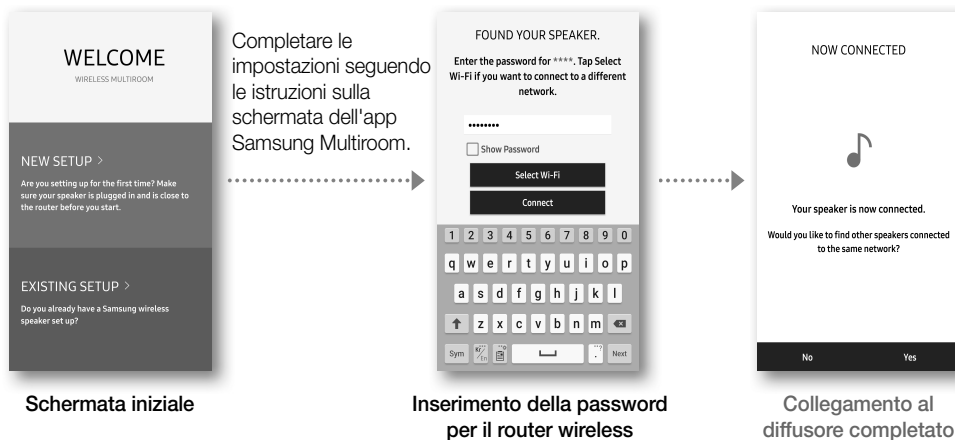 WELCOME
WIRELESS MULTIROOM
NEW SETUP >
Are you setting up for the first time? Make
sure your speaker is plugged in and is close to
the router before you start.
EXISTING SETUP >
Do you already have a Samsung wireless
speaker set up?
Schermata iniziale
Completare le
impostazioni seguendo
le istruzioni sulla
schermata dell'app
Samsung Multiroom.
FOUND YOUR SPEAKER.
Enter the password for ****. Tap Select
Wi-Fi if you want to connect to a different
network.
••••••••
Show Password
Select Wi-Fi
Connect
1 2 3 4 5 6 7 8 9 0
q w e r t y u i o p
a s d f g h j k l
z x c v b n m
Sym Kr/En . Next
Inserimento della password
per il router wireless
NOW CONNECTED
Your speaker is now connected.
Would you like to find other speakers connected
to the same network?
No Yes
Collegamento al
diffusore completato